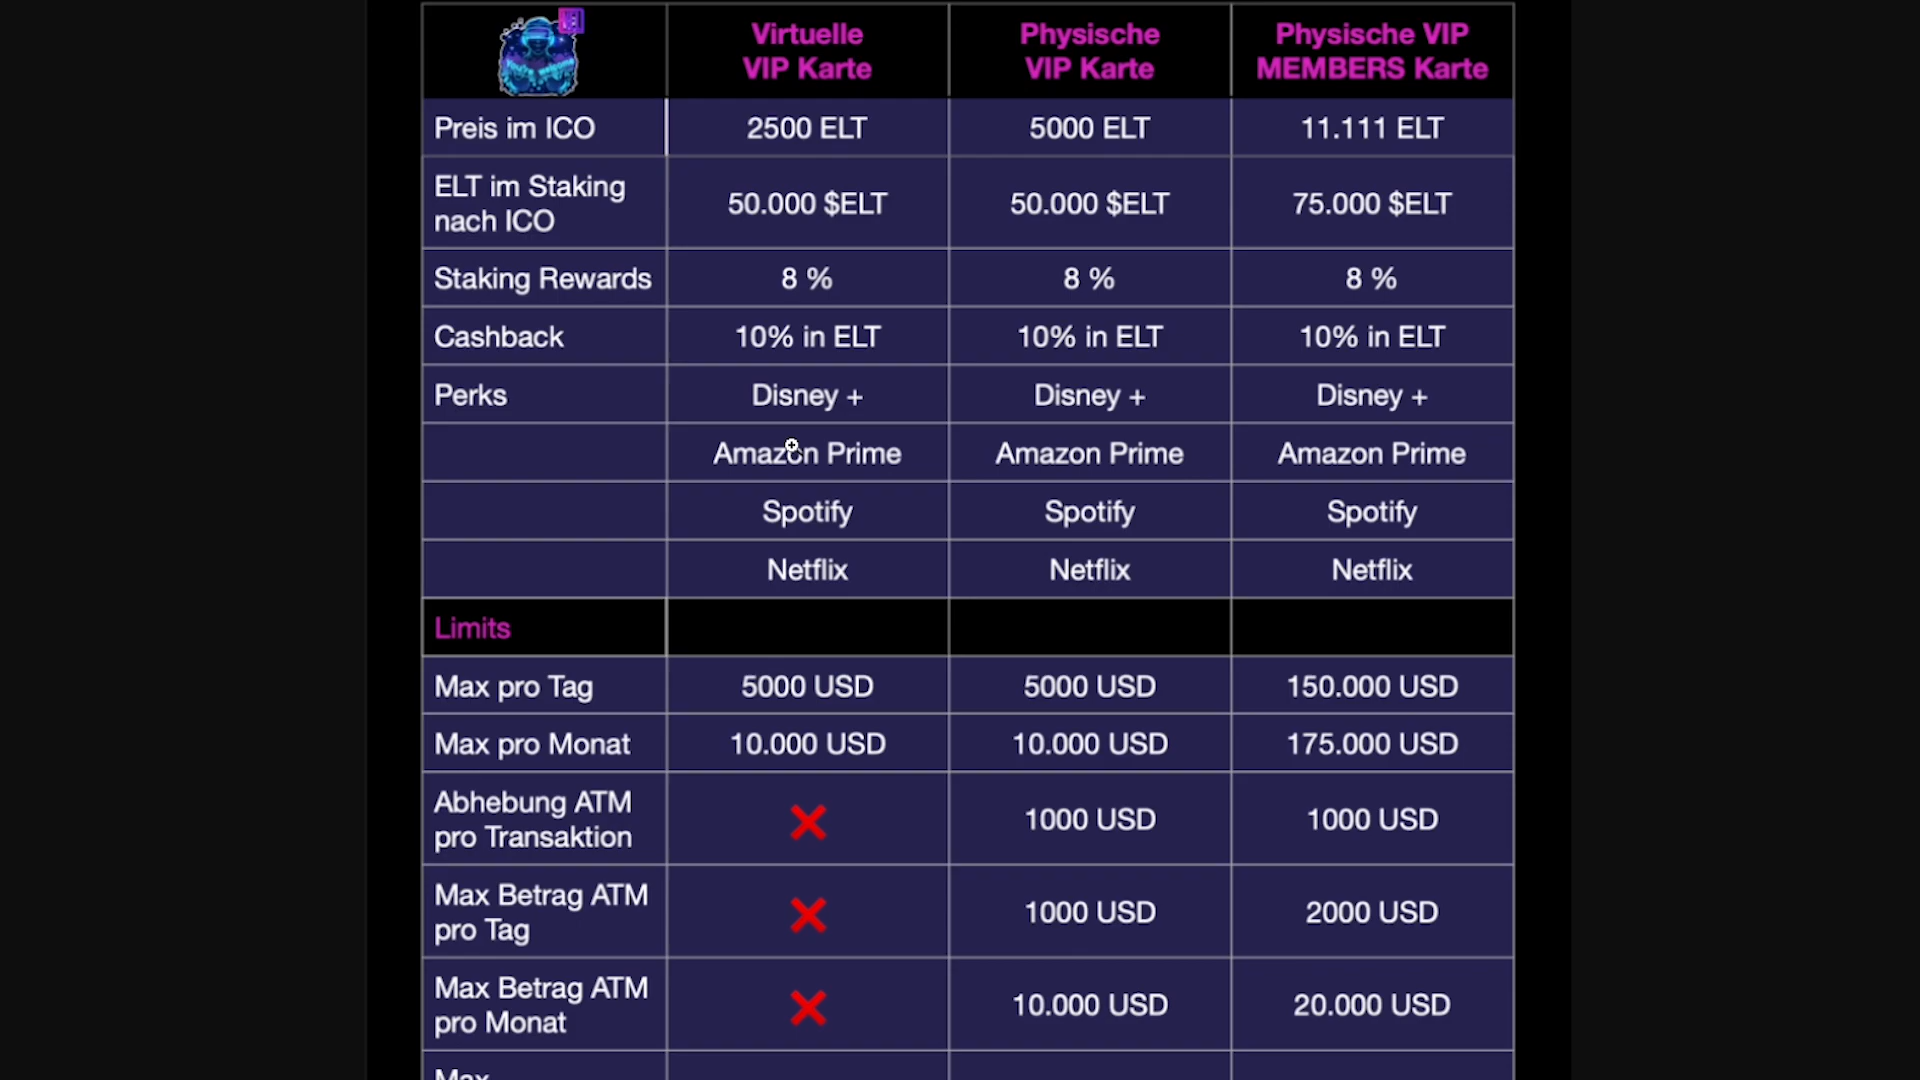 Virtuelle VIP Karte Physische VIP Karte Physische VIP MEMBERS Karte
Preis im ICO 2500 ELT 5000 ELT 11.111 ELT
ELT im Staking nach ICO 50.000 $ELT 50.000 $ELT 75.000 $ELT
Staking Rewards 8 % 8 % 8 %
Cashback 10% in ELT 10% in ELT 10% in ELT
Perks Disney + Disney + Disney +
Amazon Prime Amazon Prime Amazon Prime
Spotify Spotify Spotify
Netflix Netflix Netflix
Limits
Max pro Tag 5000 USD 5000 USD 150.000 USD
Max pro Monat 10.000 USD 10.000 USD 175.000 USD
Abhebung ATM pro Transaktion ❌ 1000 USD 1000 USD
Max Betrag ATM pro Tag ❌ 1000 USD 2000 USD
Max Betrag ATM pro Monat ❌ 10.000 USD 20.000 USD
Max